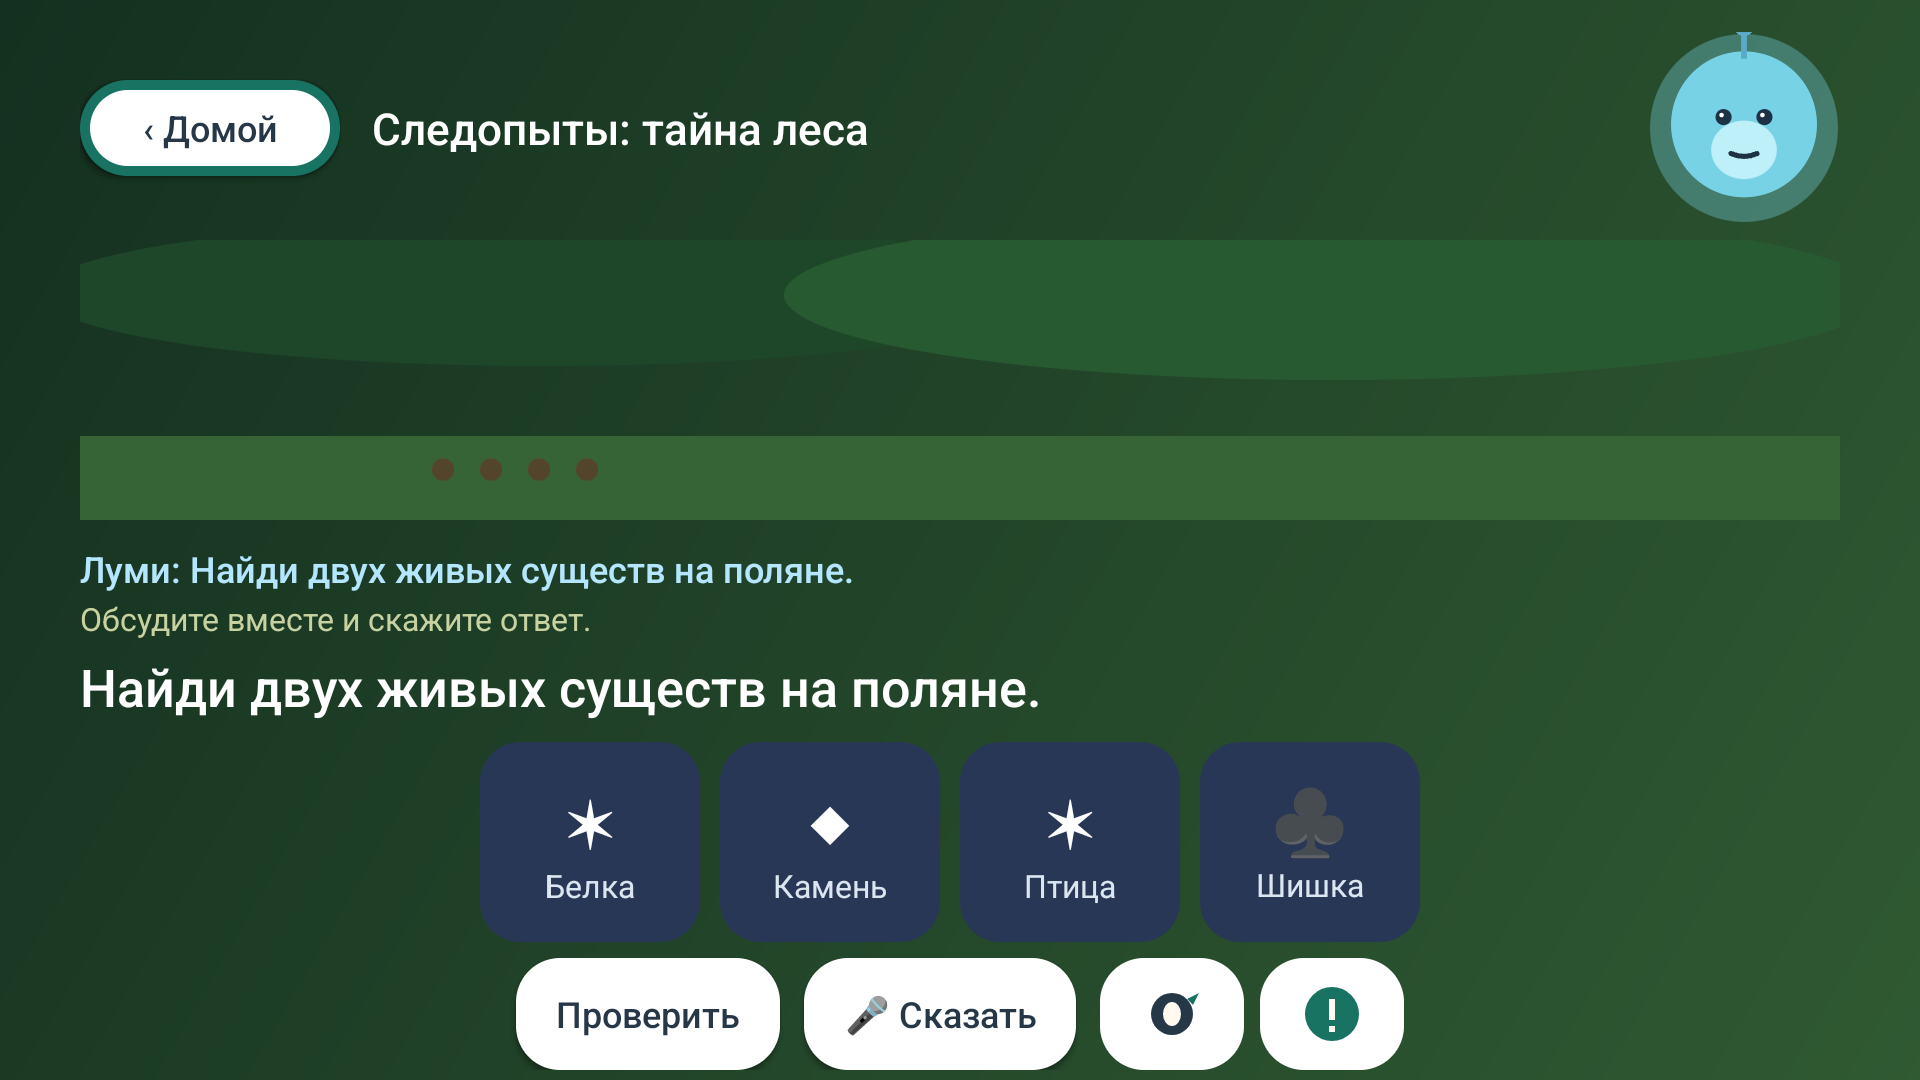 ‹ Домой
Следопыты: тайна леса
Луми: Найди двух живых существ на поляне.
Обсудите вместе и скажите ответ.
Найди двух живых существ на поляне.
Белка
Камень
Птица
Шишка
Проверить
Сказать